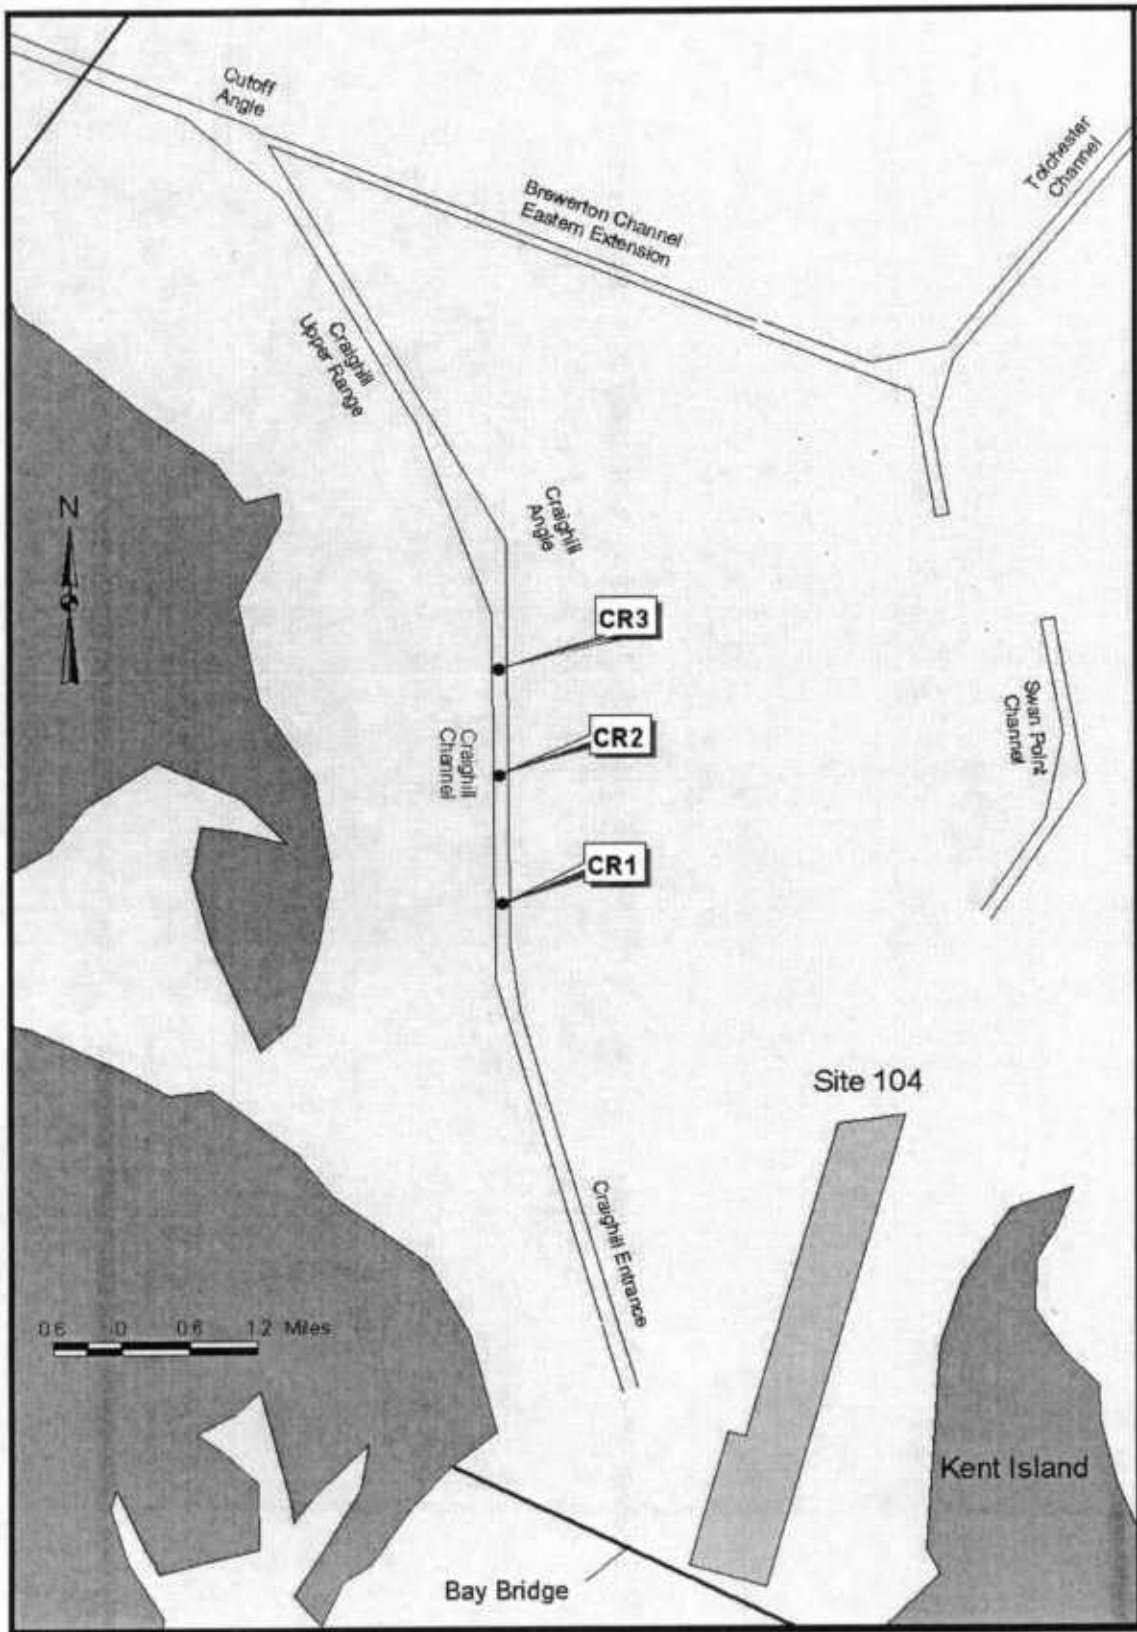 Cutoff
Angle
Tolchester
Channel
Brewerton Channel
Eastern Extension
Craighill
Upper Range
N
Craighill
Angle
CR3
Swan Point
Channel
CR2
Craighill
Channel
CR1
Site 104
Craighill Entrance
0.6 0 0.6 1.2 Miles
Kent Island
Bay Bridge